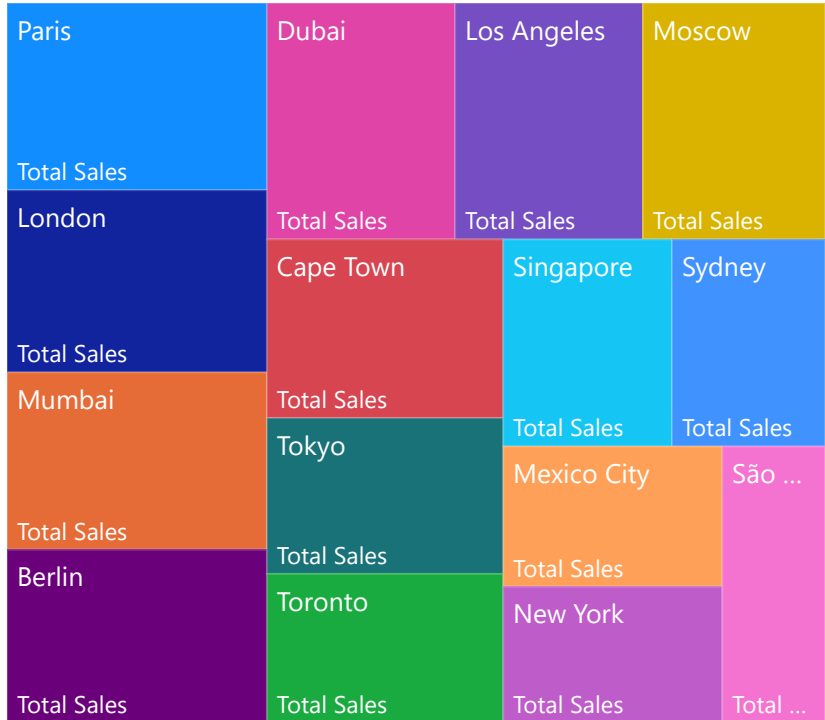 Paris
Total Sales
London
Total Sales
Mumbai
Total Sales
Berlin
Total Sales
Dubai
Total Sales
Los Angeles
Total Sales
Moscow
Total Sales
Cape Town
Total Sales
Tokyo
Total Sales
Toronto
Total Sales
Singapore
Total Sales
Sydney
Total Sales
Mexico City
Total Sales
New York
Total Sales
São ...
Total ...